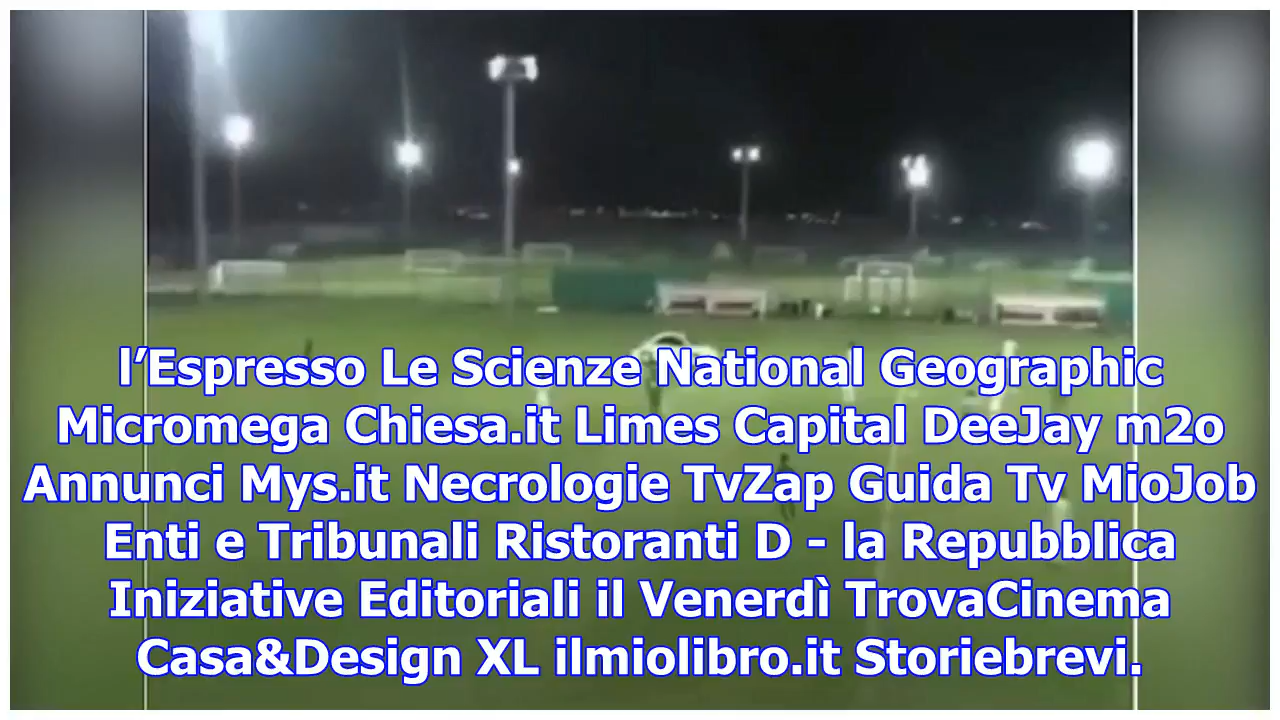 l’Espresso Le Scienze National Geographic
Micromega Chiesa.it Limes Capital DeeJay m2o
Annunci Mys.it Necrologie TvZap Guida Tv MioJob
Enti e Tribunali Ristoranti D - la Repubblica
Iniziative Editoriali il Venerdì TrovaCinema
Casa&Design XL ilmiolibro.it Storiebrevi.